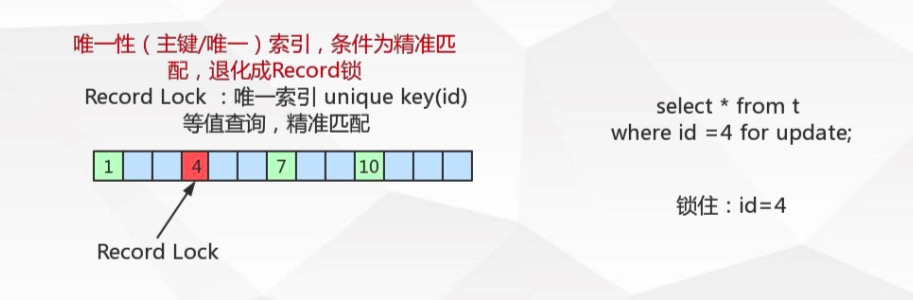 唯一性（主键/唯一）索引，条件为精准匹
配，退化成Record锁
Record Lock ：唯一索引 unique key(id)
等值查询，精准匹配
1 4 7 10
Record Lock
select * from t
where id =4 for update;
锁住：id=4